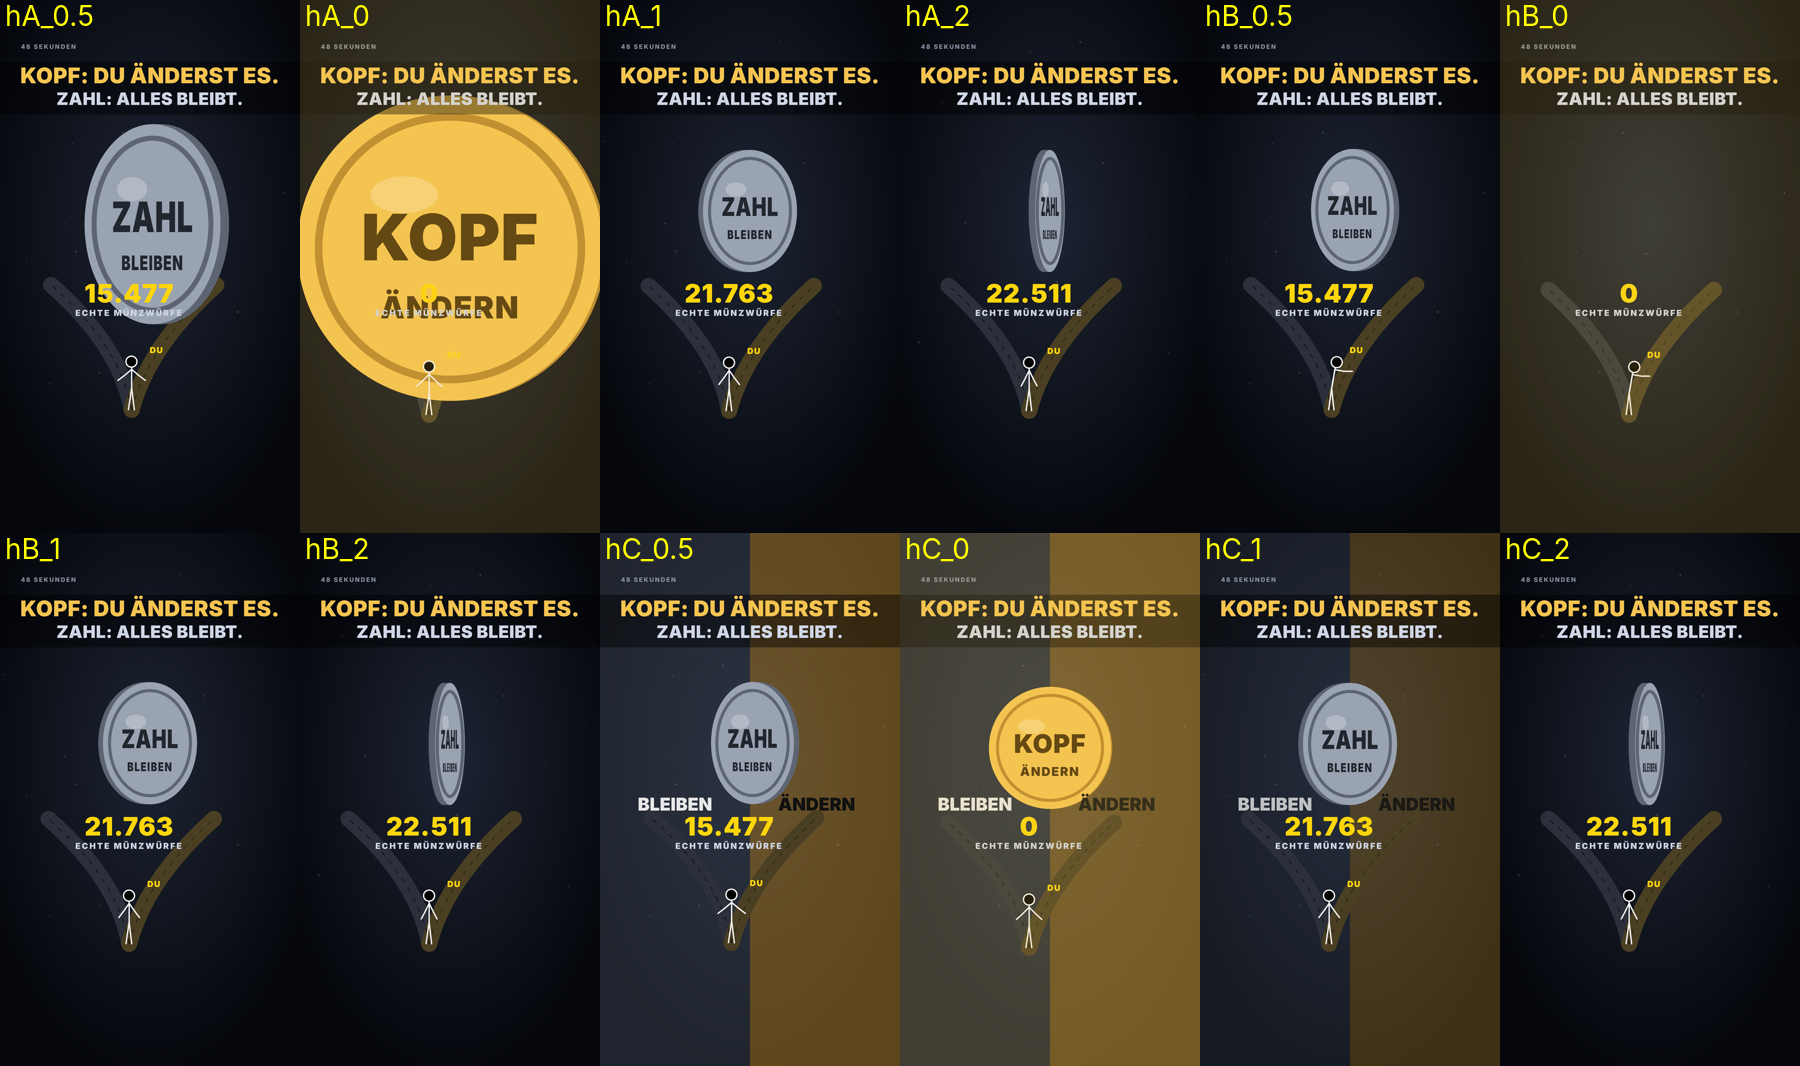 hA_0.5
48 SEKUNDEN
KOPF: DU ÄNDERST ES.
ZAHL: ALLES BLEIBT.
ZAHL
BLEIBEN
15.477
ECHTE MÜNZWÜRFE
DU
hA_0
48 SEKUNDEN
KOPF: DU ÄNDERST ES.
ZAHL: ALLES BLEIBT.
KOPF
0
ÄNDERN
ECHTE MÜNZWÜRFE
DU
hA_1
48 SEKUNDEN
KOPF: DU ÄNDERST ES.
ZAHL: ALLES BLEIBT.
ZAHL
BLEIBEN
21.763
ECHTE MÜNZWÜRFE
DU
hA_2
48 SEKUNDEN
KOPF: DU ÄNDERST ES.
ZAHL: ALLES BLEIBT.
ZAHL
BLEIBEN
22.511
ECHTE MÜNZWÜRFE
DU
hB_0.5
48 SEKUNDEN
KOPF: DU ÄNDERST ES.
ZAHL: ALLES BLEIBT.
ZAHL
BLEIBEN
15.477
ECHTE MÜNZWÜRFE
DU
hB_0
48 SEKUNDEN
KOPF: DU ÄNDERST ES.
ZAHL: ALLES BLEIBT.
0
ECHTE MÜNZWÜRFE
DU
hB_1
48 SEKUNDEN
KOPF: DU ÄNDERST ES.
ZAHL: ALLES BLEIBT.
ZAHL
BLEIBEN
21.763
ECHTE MÜNZWÜRFE
DU
hB_2
48 SEKUNDEN
KOPF: DU ÄNDERST ES.
ZAHL: ALLES BLEIBT.
ZAHL
BLEIBEN
22.511
ECHTE MÜNZWÜRFE
DU
hC_0.5
48 SEKUNDEN
KOPF: DU ÄNDERST ES.
ZAHL: ALLES BLEIBT.
ZAHL
BLEIBEN
BLEIBEN ÄNDERN
15.477
ECHTE MÜNZWÜRFE
DU
hC_0
48 SEKUNDEN
KOPF: DU ÄNDERST ES.
ZAHL: ALLES BLEIBT.
KOPF
ÄNDERN
BLEIBEN ÄNDERN
0
ECHTE MÜNZWÜRFE
DU
hC_1
48 SEKUNDEN
KOPF: DU ÄNDERST ES.
ZAHL: ALLES BLEIBT.
ZAHL
BLEIBEN
BLEIBEN ÄNDERN
21.763
ECHTE MÜNZWÜRFE
DU
hC_2
48 SEKUNDEN
KOPF: DU ÄNDERST ES.
ZAHL: ALLES BLEIBT.
ZAHL
BLEIBEN
22.511
ECHTE MÜNZWÜRFE
DU